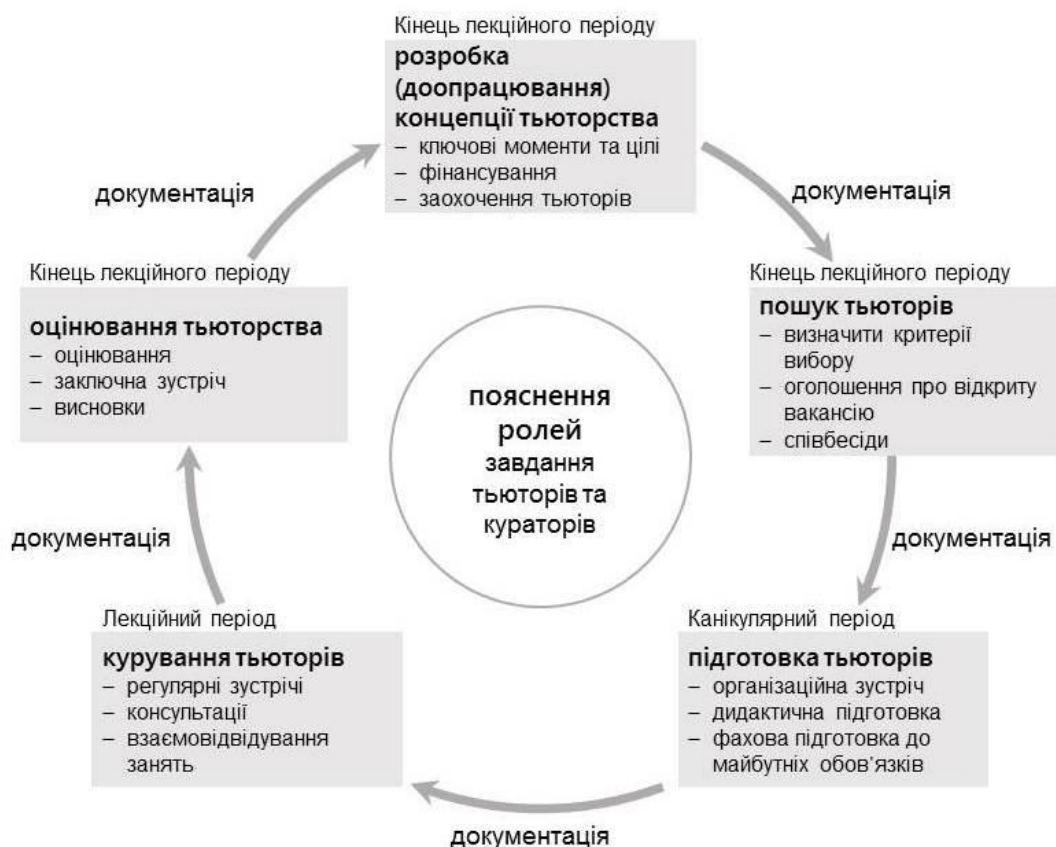 Кінець лекційного періоду
розробка
(доопрацювання)
концепції тьюторства
– ключові моменти та цілі
– фінансування
– заохочення тьюторів
документація
документація
Кінець лекційного періоду
оцінювання тьюторства
– оцінювання
– заключна зустріч
– висновки
Кінець лекційного періоду
пошук тьюторів
– визначити критерії
вибору
– оголошення про відкриту
вакансію
– співбесіди
пояснення
ролей
завдання
тьюторів та
кураторів
документація
документація
Лекційний період
курування тьюторів
– регулярні зустрічі
– консультації
– взаємовідвідування
занять
Канікулярний період
підготовка тьюторів
– організаційна зустріч
– дидактична підготовка
– фахова підготовка до
майбутніх обов’язків
документація